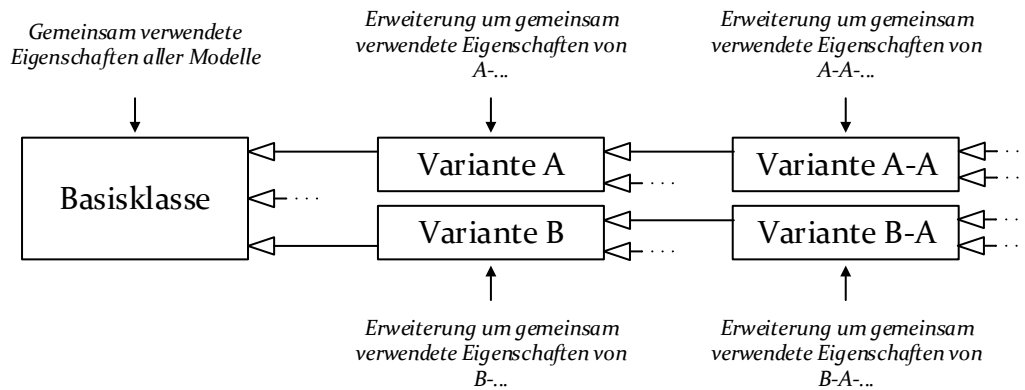 Gemeinsam verwendete
Eigenschaften aller Modelle
Erweiterung um gemeinsam
verwendete Eigenschaften von
A-...
Erweiterung um gemeinsam
verwendete Eigenschaften von
A-A-...
Basisklasse
Variante A
Variante A-A
Variante B
Variante B-A
Erweiterung um gemeinsam
verwendete Eigenschaften von
B-...
Erweiterung um gemeinsam
verwendete Eigenschaften von
B-A-...